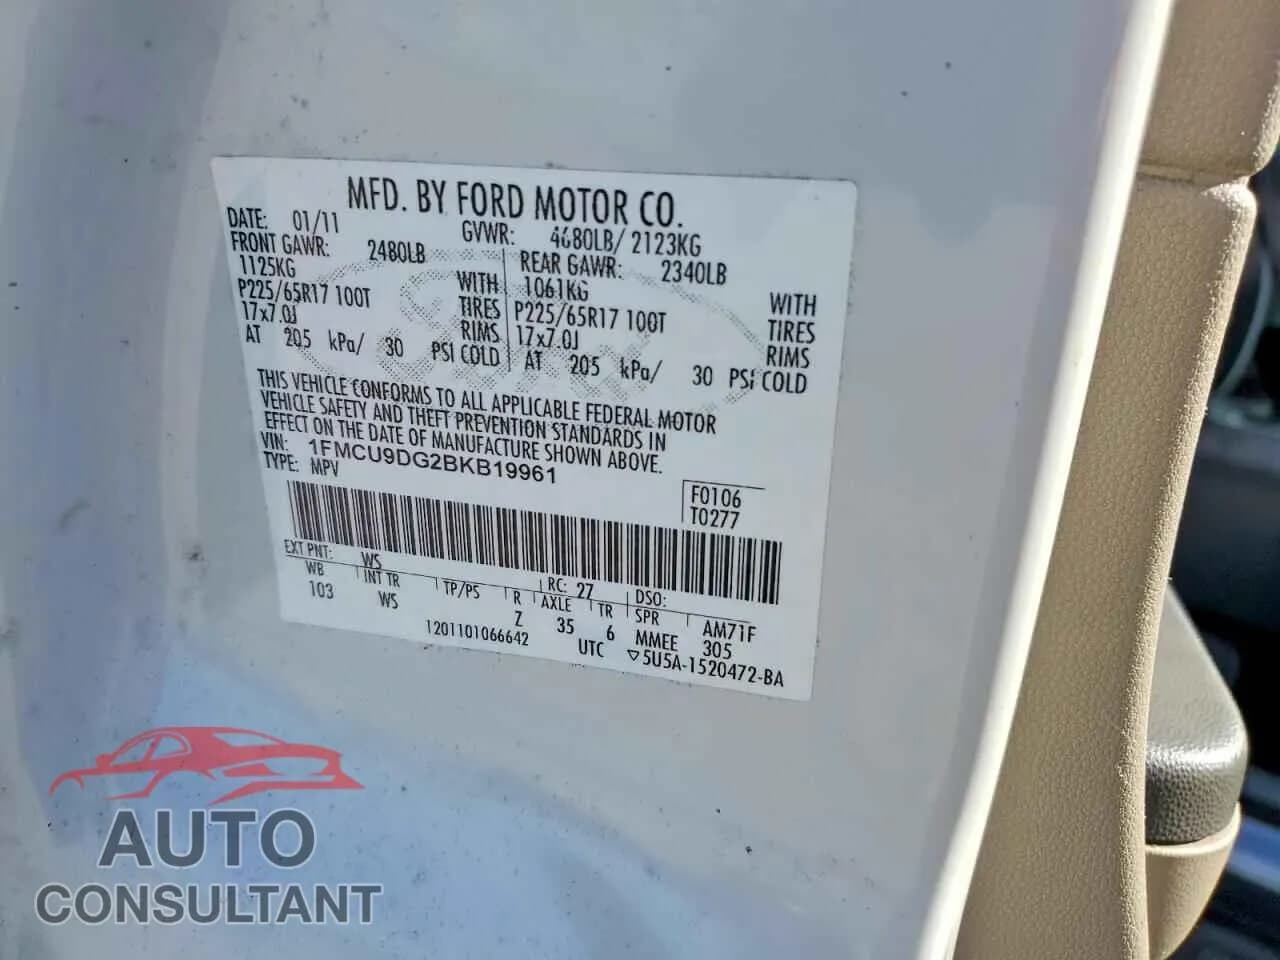 MFD. BY FORD MOTOR CO.
DATE: 01/11 GVWR: 4680LB/ 2123KG
FRONT GAWR: 2480LB REAR GAWR: 2340LB
1125KG WITH 1061KG WITH
P225/65R17 100T TIRES P225/65R17 100T TIRES
17x7.0J RIMS 17x7.0J RIMS
AT 205 kPa/ 30 PSI COLD AT 205 kPa/ 30 PSI COLD
THIS VEHICLE CONFORMS TO ALL APPLICABLE FEDERAL MOTOR
VEHICLE SAFETY AND THEFT PREVENTION STANDARDS IN
EFFECT ON THE DATE OF MANUFACTURE SHOWN ABOVE.
VIN: 1FMCU9DG2BKB19961
TYPE: MPV
F0106
T0277
EXT PNT: WS RC: 27 DSO:
WB INT TR TP/PS R AXLE TR SPR AM71F
103 WS Z 35 6 MMEE 305
1201101066642 UTC ▽5U5A-1520472-BA
AUTO
CONSULTANT